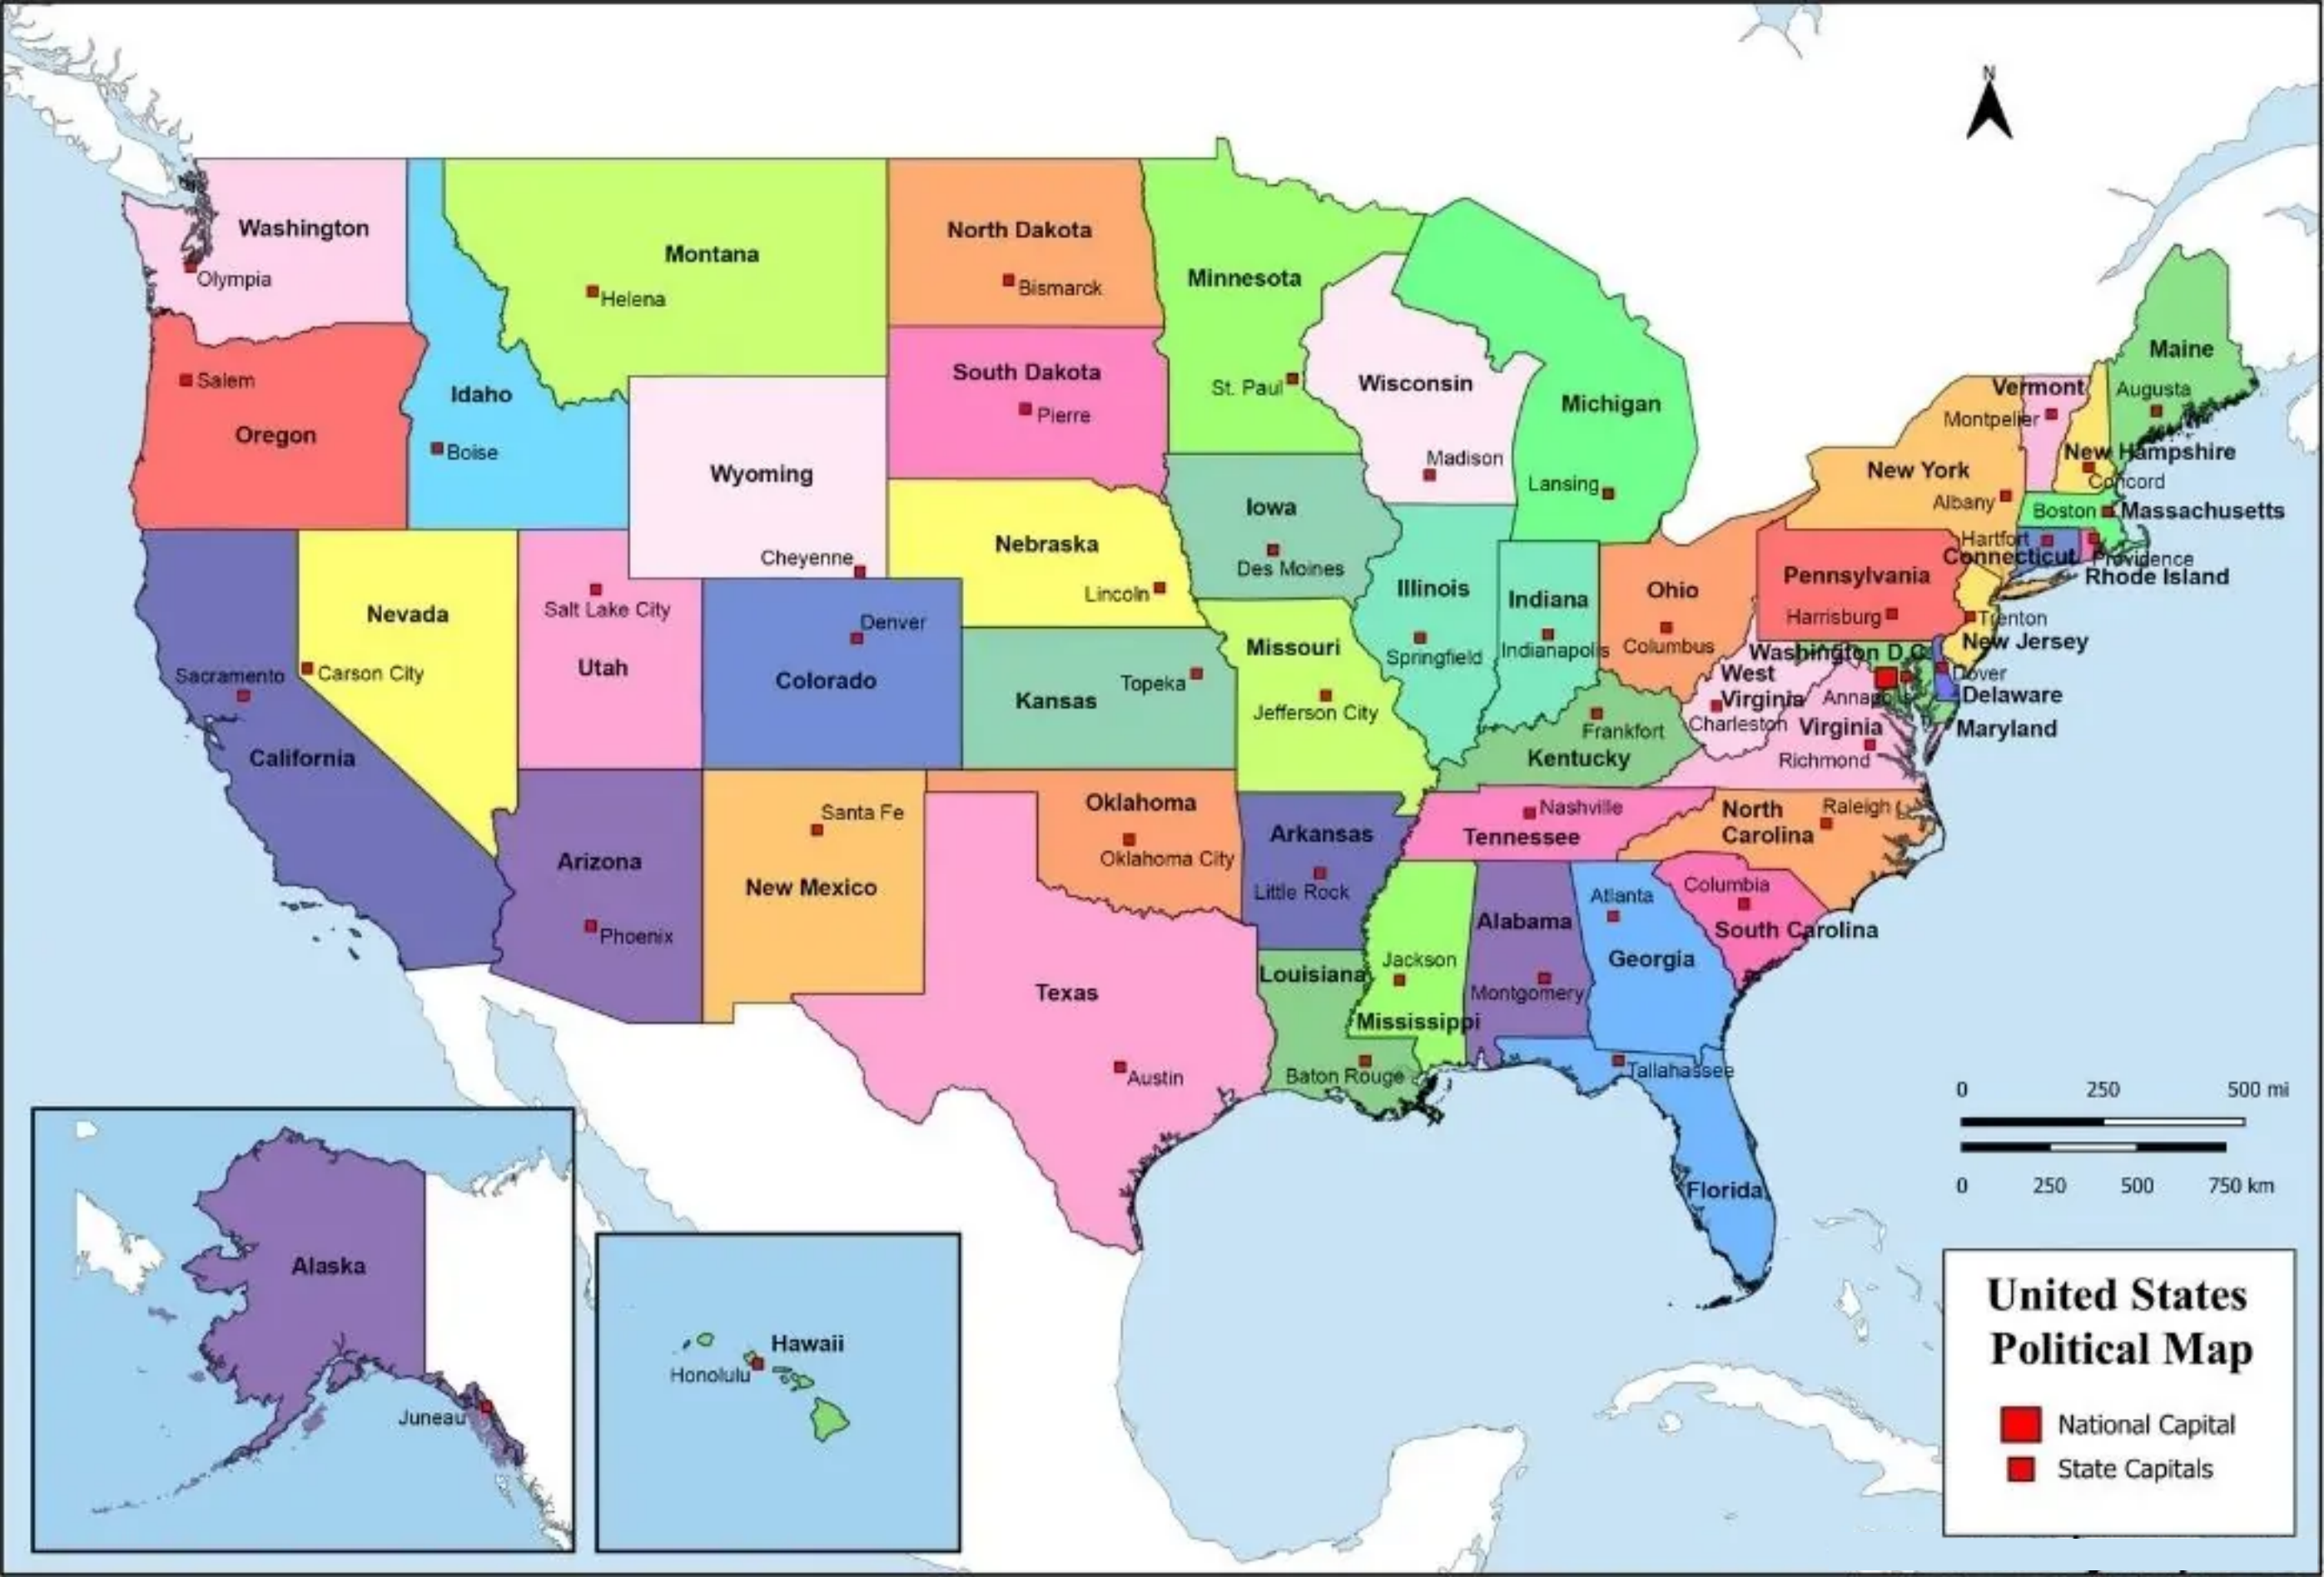 N
Washington
Olympia
Montana
Helena
North Dakota
Bismarck
Minnesota
St. Paul
Oregon
Salem
Idaho
Boise
South Dakota
Pierre
Wisconsin
Madison
Michigan
Lansing
Maine
Augusta
Vermont
Montpelier
New Hampshire
Concord
New York
Albany
Boston
Massachusetts
Hartfort
Connecticut
Providence
Rhode Island
Wyoming
Cheyenne
Nebraska
Lincoln
Iowa
Des Moines
Illinois
Springfield
Indiana
Indianapolis
Ohio
Columbus
Pennsylvania
Harrisburg
Trenton
New Jersey
Washington D.C.
Dover
Delaware
Annapolis
Maryland
West
Virginia
Charleston
Virginia
Richmond
Nevada
Carson City
Sacramento
California
Salt Lake City
Utah
Denver
Colorado
Kansas
Topeka
Missouri
Jefferson City
Frankfort
Kentucky
Arizona
Phoenix
Santa Fe
New Mexico
Oklahoma
Oklahoma City
Arkansas
Little Rock
Nashville
Tennessee
North
Carolina
Raleigh
Columbia
South Carolina
Texas
Austin
Louisiana
Baton Rouge
Jackson
Mississippi
Alabama
Montgomery
Atlanta
Georgia
Tallahassee
Florida
Alaska
Juneau
Hawaii
Honolulu
0 250 500 mi
0 250 500 750 km
United States
Political Map
National Capital
State Capitals